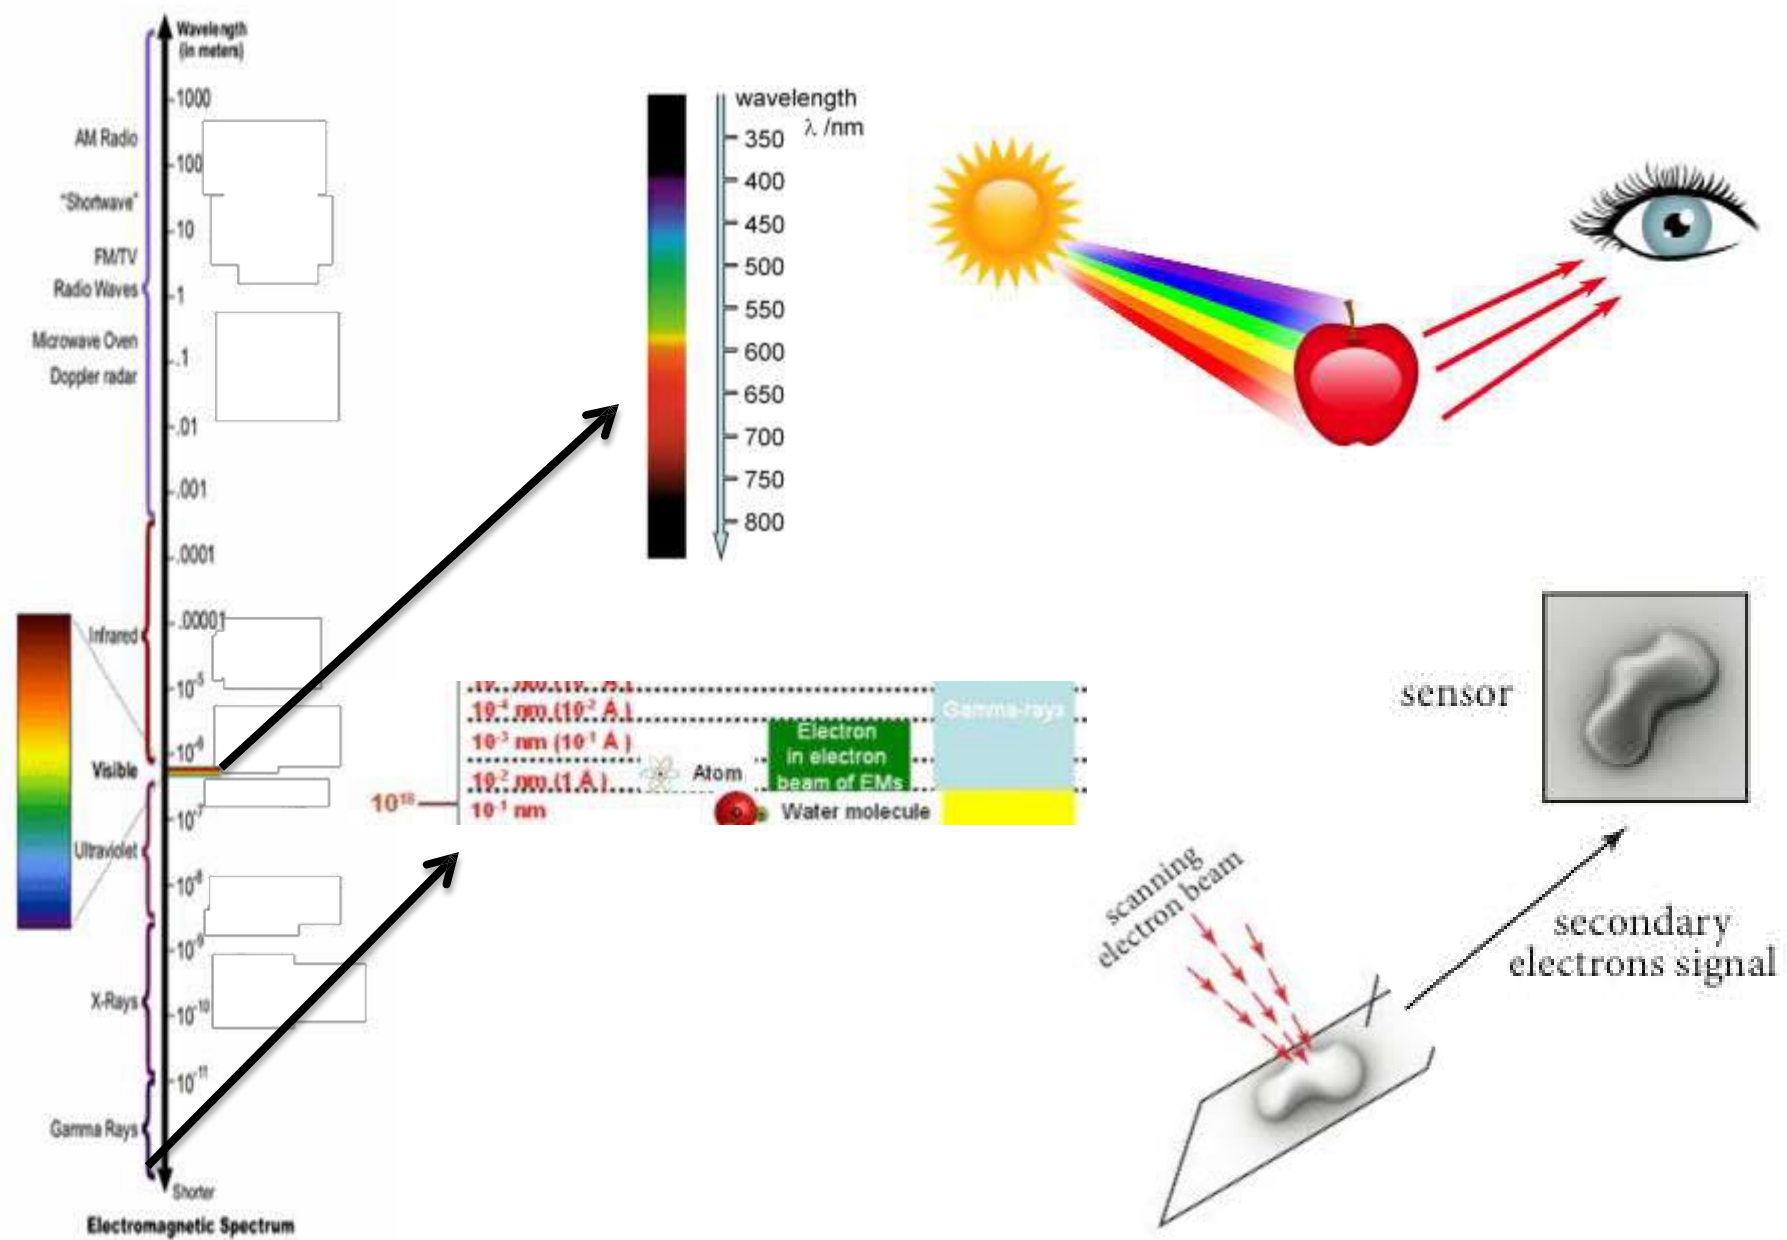 Wavelength
(in meters)
1000
AM Radio
100
"Shortwave"
10
FM/TV
Radio Waves
1
Microwave Oven
.1
Doppler radar
.01
.001
.0001
.00001
Infrared
10-5
10-6
Visible
10-7
Ultraviolet
10-8
10-9
X-Rays
10-10
10-11
Gamma Rays
Shorter
Electromagnetic Spectrum
wavelength
λ /nm
350
400
450
500
550
600
650
700
750
800
10-4 nm (10-2 Å)
10-3 nm (10-1 Å)
10-2 nm (1 Å)
10-1 nm
1018
Atom
Water molecule
Electron
in electron
beam of EMs
Gamma-rays
sensor
scanning
electron beam
secondary
electrons signal